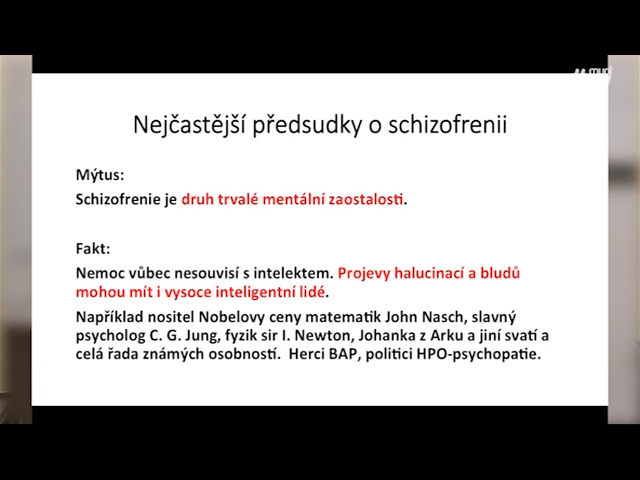 Nejčastější předsudky o schizofrenii
Mýtus:
Schizofrenie je druh trvalé mentální zaostalosti.
Fakt:
Nemoc vůbec nesouvisí s intelektem. Projevy halucinací a bludů
mohou mít i vysoce inteligentní lidé.
Například nositel Nobelovy ceny matematik John Nasch, slavný
psycholog C. G. Jung, fyzik sir I. Newton, Johanka z Arku a jiní svatí a
celá řada známých osobností.  Herci BAP, politici HPO-psychopatie.